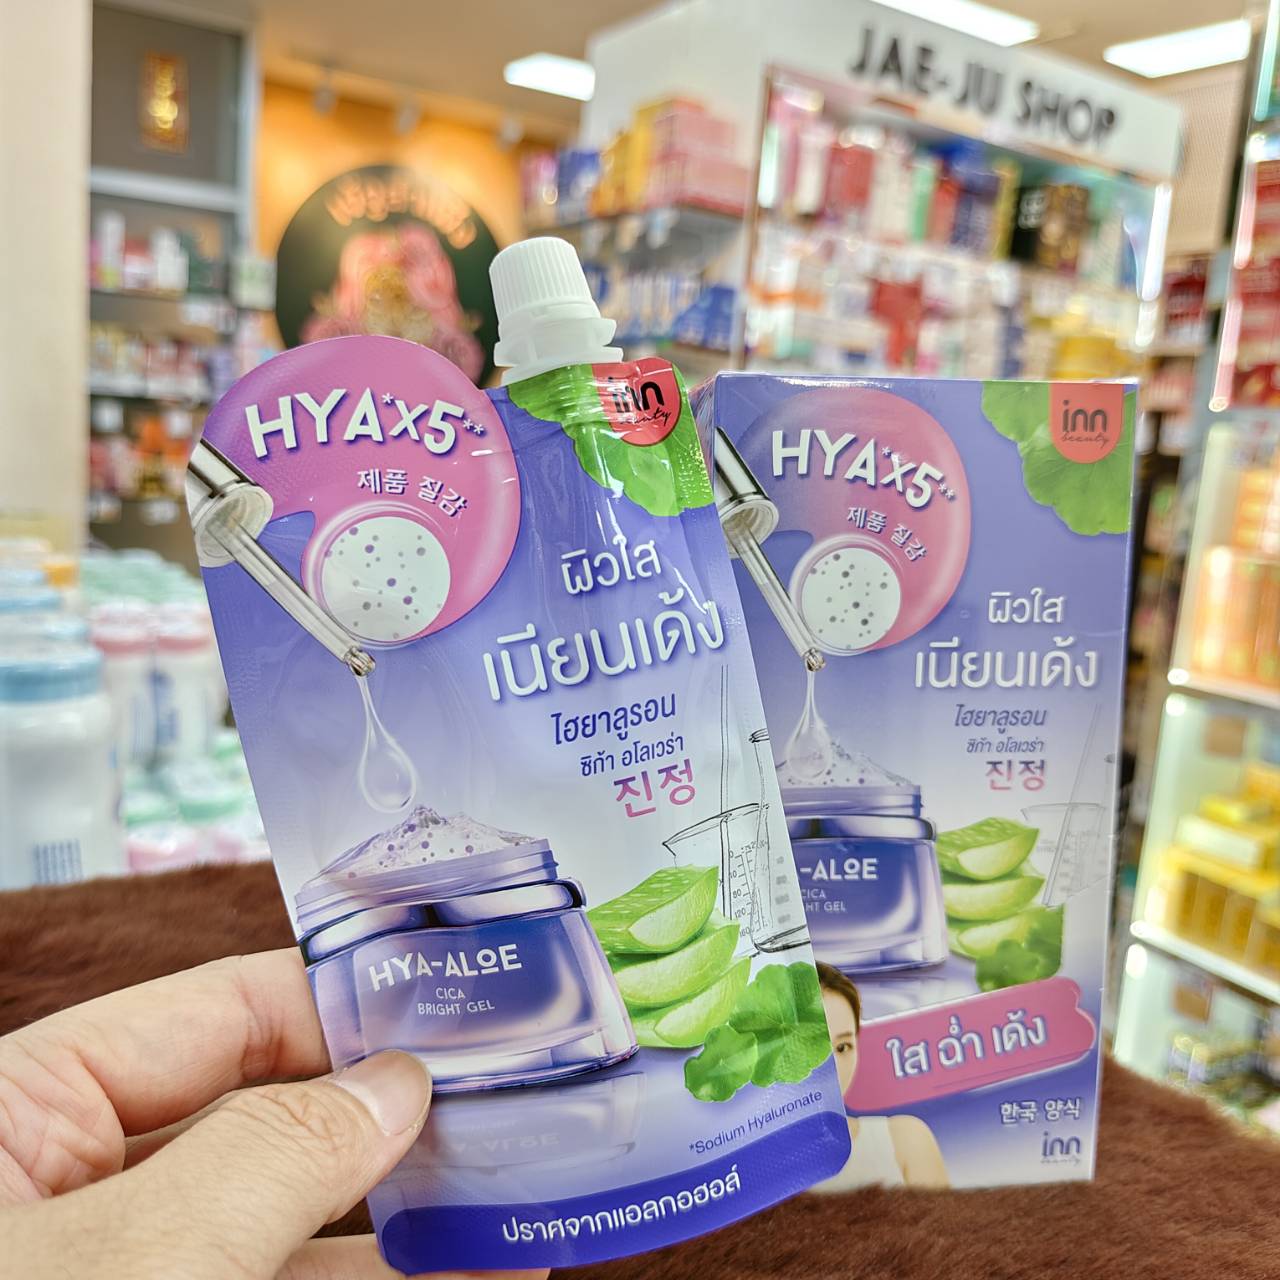 JAE-JU SHOP
HYA*x5**
제품 질감
inn
beauty
ผิวใส
เนียนเด้ง
ไฮยาลูรอน
ซิก้า อโลเวร่า
진정
HYA-ALOE
CICA
BRIGHT GEL
*Sodium Hyaluronate
ปราศจากแอลกอฮอล์
HYA*x5**
제품 질감
inn
beauty
ผิวใส
เนียนเด้ง
ไฮยาลูรอน
ซิก้า อโลเวร่า
진정
-ALOE
CICA
HT GEL
ใส ฉ่ำ เด้ง
한국 양식
inn
beauty